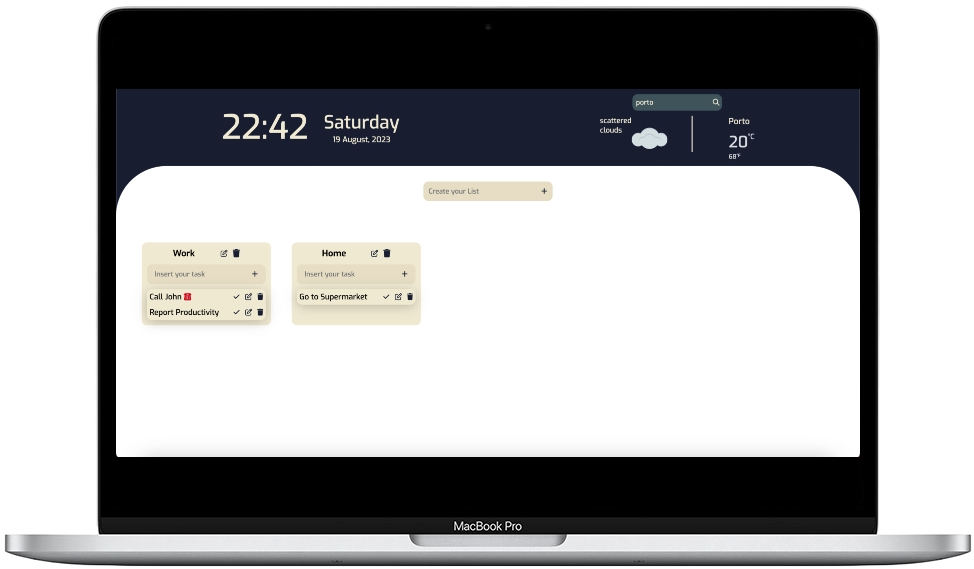 porto
22:42
Saturday
19 August, 2023
scattered
clouds
Porto
20°C
68°F
Create your List +
Work
Insert your task +
Call John
Report Productivity
Home
Insert your task +
Go to Supermarket
MacBook Pro